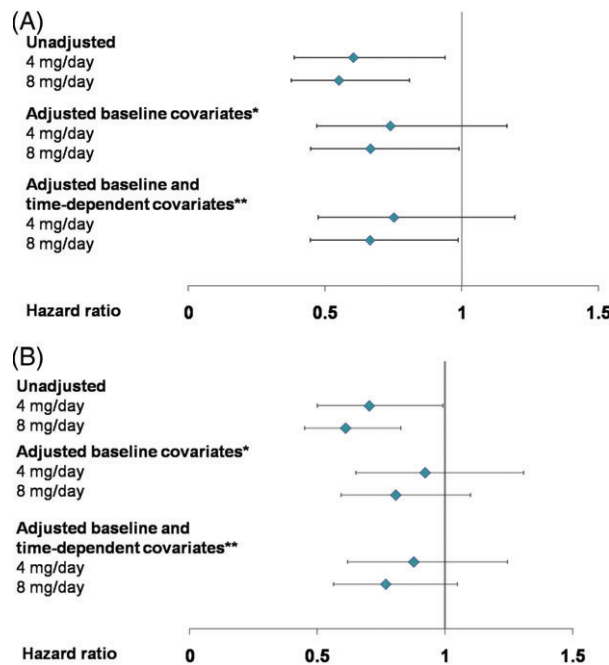 (A)
Unadjusted
4 mg/day
8 mg/day
Adjusted baseline covariates*
4 mg/day
8 mg/day
Adjusted baseline and
time-dependent covariates**
4 mg/day
8 mg/day
Hazard ratio 0 0.5 1 1.5
(B)
Unadjusted
4 mg/day
8 mg/day
Adjusted baseline covariates*
4 mg/day
8 mg/day
Adjusted baseline and
time-dependent covariates**
4 mg/day
8 mg/day
Hazard ratio 0 0.5 1 1.5